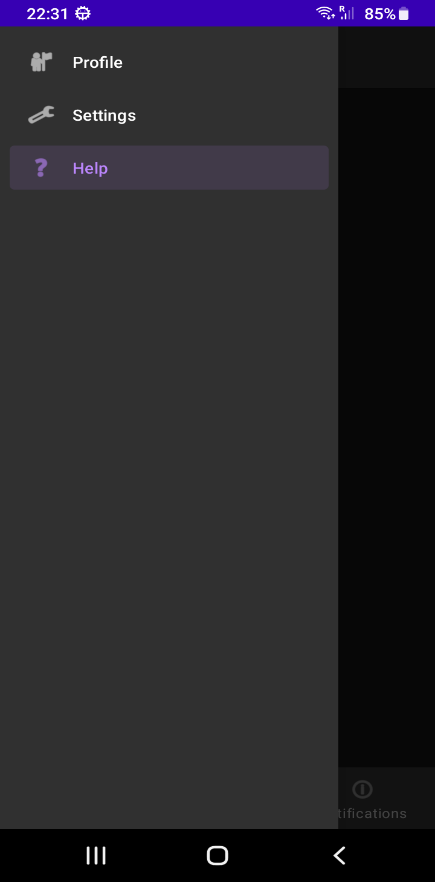 22:31 R 85%
Profile
Settings
Help
tifications